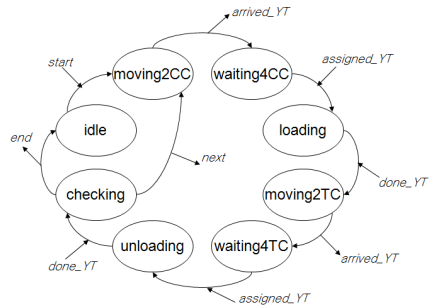 arrived_YT
start
moving2CC
waiting4CC
assigned_YT
end
idle
loading
next
checking
moving2TC
done_YT
unloading
waiting4TC
done_YT
arrived_YT
assigned_YT